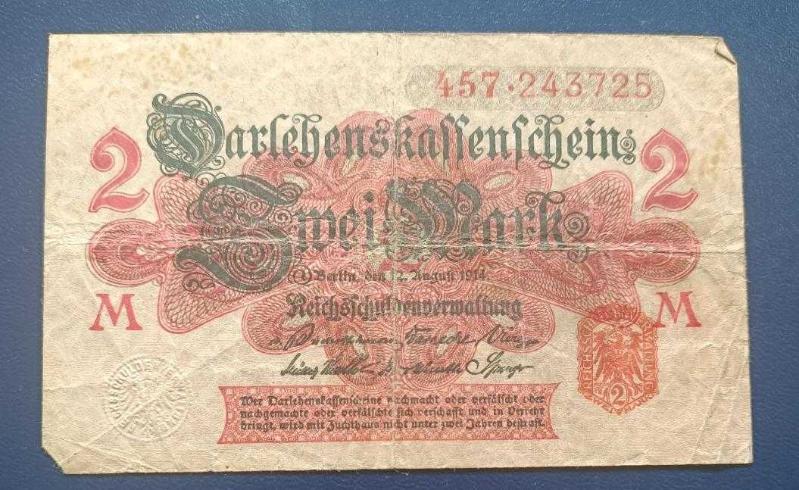 457·243725
Darlehenskassenschein
2 2
Zwei Mark
Berlin, den 12. August 1914.
M M
Reichsschuldenverwaltung
2
Wer Darlehenskassenscheine nachmacht oder verfälscht oder
nachgemachte oder verfälschte sich verschafft und in Verkehr
bringt, wird mit Zuchthaus nicht unter zwei Jahren bestraft.